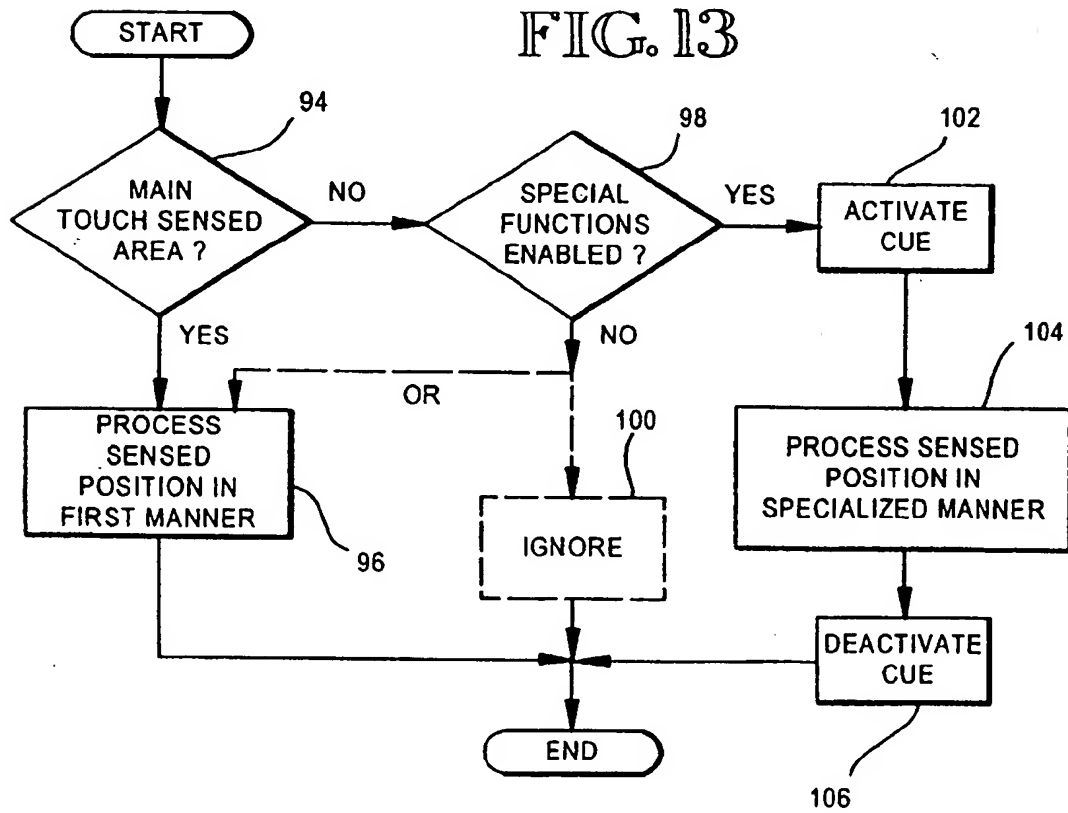 FIG. 13
START
94
MAIN
TOUCH SENSED
AREA ?
NO
98
SPECIAL
FUNCTIONS
ENABLED ?
YES
102
ACTIVATE
CUE
YES
NO
OR
104
PROCESS
SENSED
POSITION IN
FIRST MANNER
96
100
IGNORE
PROCESS SENSED
POSITION IN
SPECIALIZED MANNER
DEACTIVATE
CUE
106
END